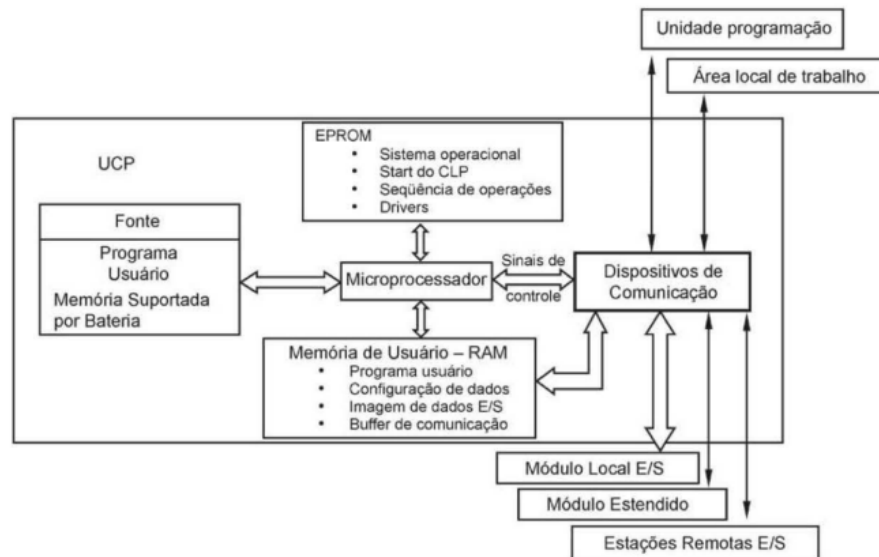 Unidade programação
Área local de trabalho
UCP
EPROM
• Sistema operacional
• Start do CLP
• Seqüência de operações
• Drivers
Fonte
Programa
Usuário
Memória Suportada
por Bateria
Microprocessador
Sinais de
controle
Dispositivos de
Comunicação
Memória de Usuário – RAM
• Programa usuário
• Configuração de dados
• Imagem de dados E/S
• Buffer de comunicação
Módulo Local E/S
Módulo Estendido
Estações Remotas E/S